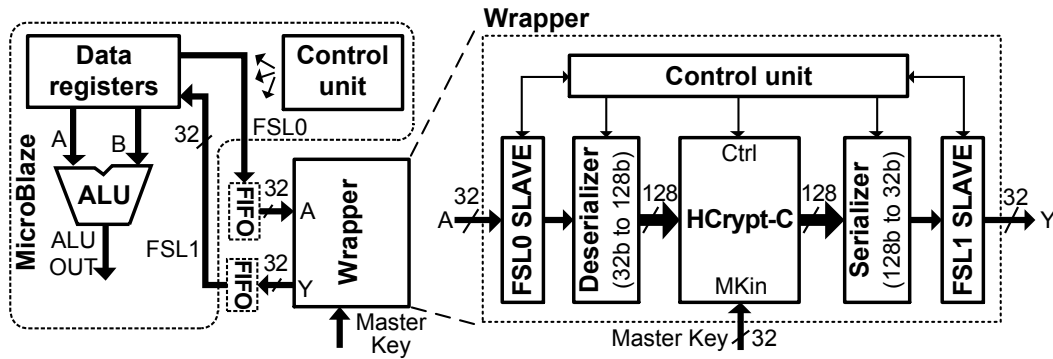 Wrapper
Data
registers
Control
unit
A
B
32
FSL0
ALU
ALU
OUT
FSL1
MicroBlaze
FIFO
32
A
FIFO
32
Y
Wrapper
Master
Key
Control unit
A
32
FSL0 SLAVE
Deserializer
(32b to 128b)
128
Ctrl
HCrypt-C
MKin
128
Serializer
(128b to 32b)
FSL1 SLAVE
32
Y
Master Key
32